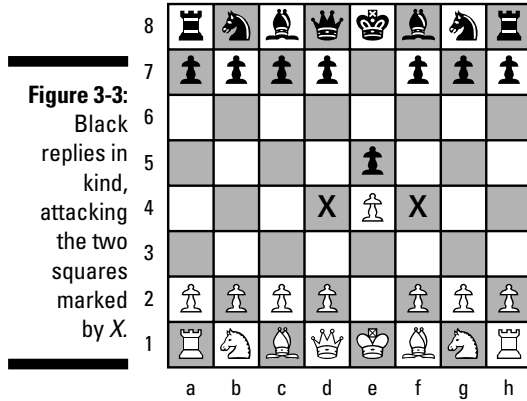 Figure 3-3:
Black
replies in
kind,
attacking
the two
squares
marked
by X.
8
7
6
5
4
3
2
1
X X
a b c d e f g h